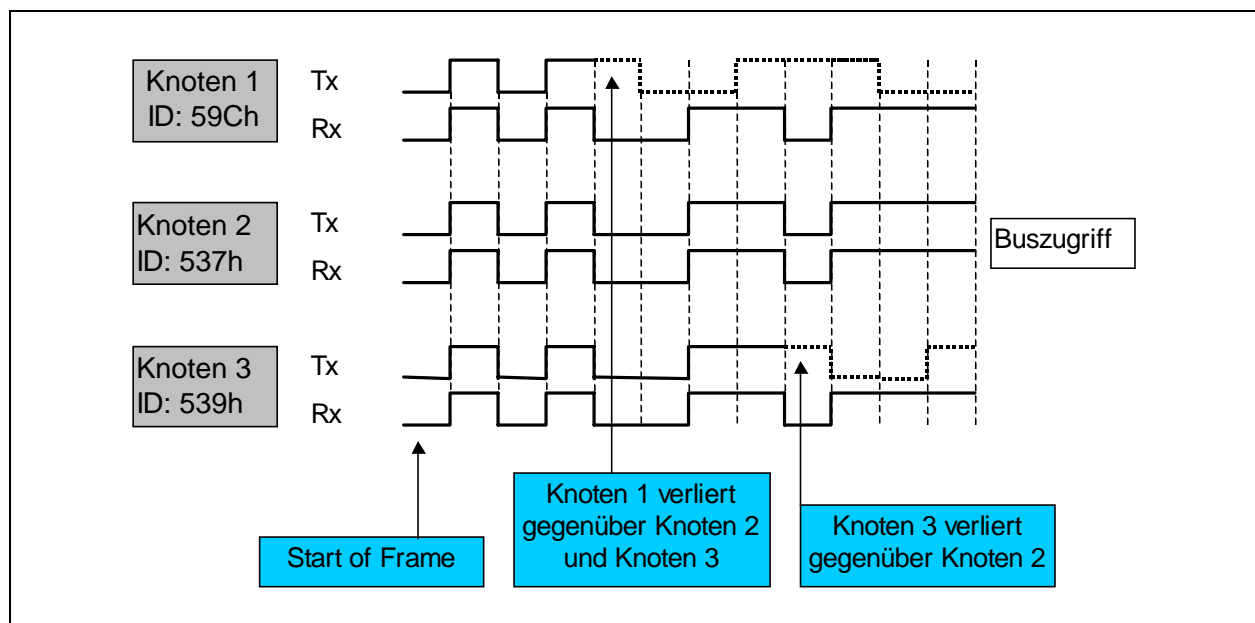 Knoten 1
ID: 59Ch
Tx
Rx
Knoten 2
ID: 537h
Tx
Rx
Buszugriff
Knoten 3
ID: 539h
Tx
Rx
Start of Frame
Knoten 1 verliert
gegenüber Knoten 2
und Knoten 3
Knoten 3 verliert
gegenüber Knoten 2